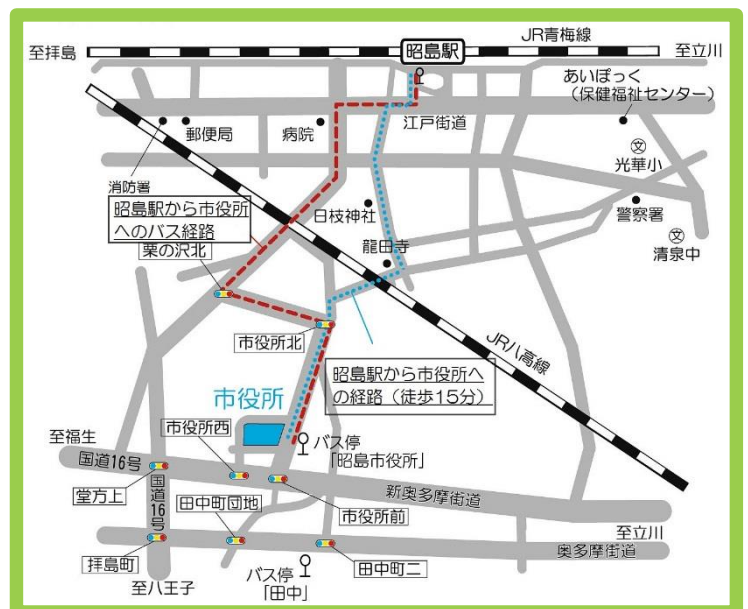 JR青梅線
至拝島
昭島駅
至立川
あいぽっく
（保健福祉センター）
江戸街道
郵便局
病院
文
光華小
消防署
昭島駅から市役所
へのバス経路
日枝神社
警察署
栗の沢北
龍田寺
文
清泉中
市役所北
JR八高線
昭島駅から市役所へ
の経路（徒歩15分）
市役所
市役所西
バス停
「昭島市役所」
至福生
国道16号
堂方上
国道16号
田中町団地
市役所前
新奥多摩街道
至立川
拝島町
バス停
「田中」
田中町二
奥多摩街道
至八王子